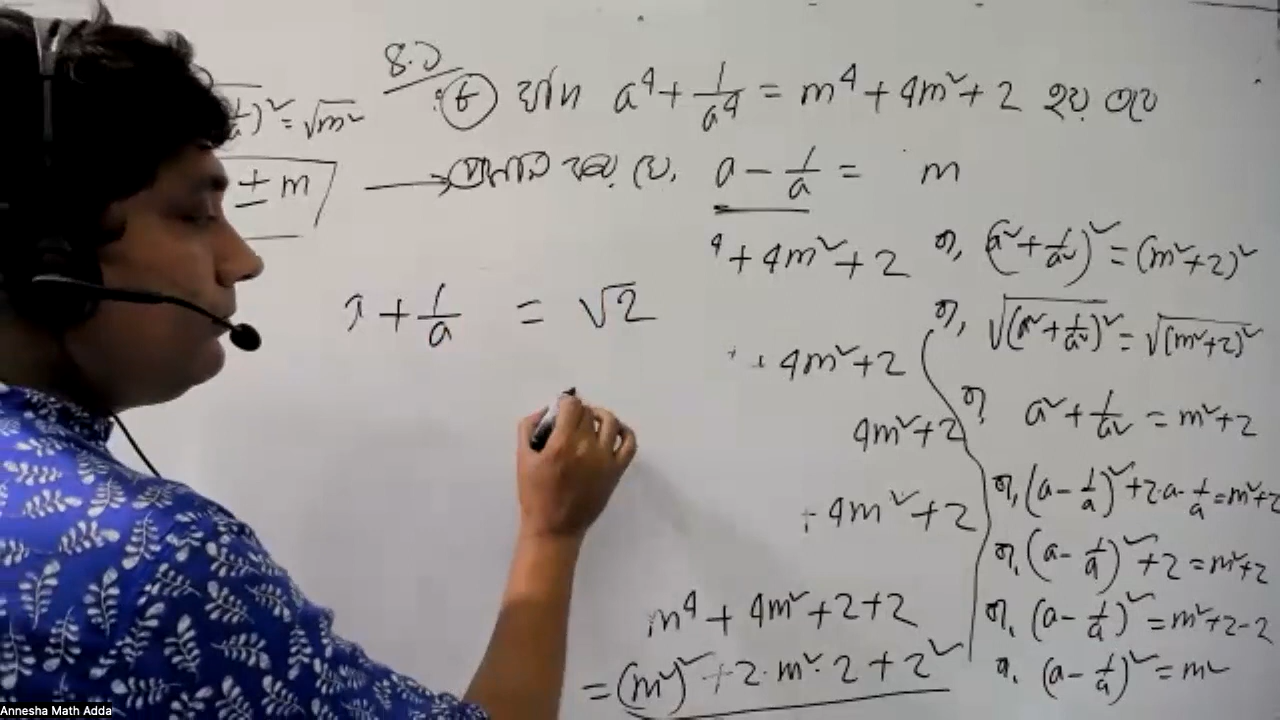 8.১
৮ যদি a⁴ + 1/a⁴ = m⁴ + 4m² + 2 হয় তবে
প্রমাণ কর যে, a - 1/a = m
)² = √m²
± m
⁴ + 4m² + 2
বা, (a² + 1/a²)² = (m² + 2)²
+ 1/a = √2
বা, √(a² + 1/a²)² = √(m² + 2)²
+ 4m² + 2
বা, a² + 1/a² = m² + 2
4m² + 2
বা, (a - 1/a)² + 2·a· 1/a = m² + 2
+ 4m² + 2
বা, (a - 1/a)² + 2 = m² + 2
বা, (a - 1/a)² = m² + 2 - 2
বা, (a - 1/a)² = m²
m⁴ + 4m² + 2 + 2
= (m²)² + 2·m²·2 + 2²
Annesha Math Adda